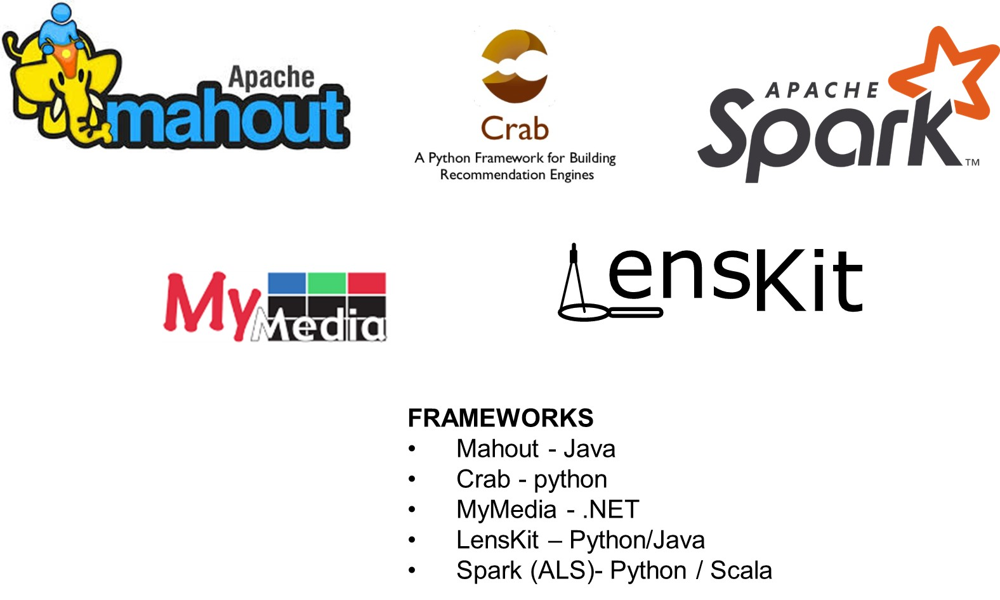 Apache
mahout
Crab
A Python Framework for Building
Recommendation Engines
APACHE
Spark™
MyMedia
LensKit
FRAMEWORKS
• Mahout - Java
• Crab - python
• MyMedia - .NET
• LensKit – Python/Java
• Spark (ALS)- Python / Scala